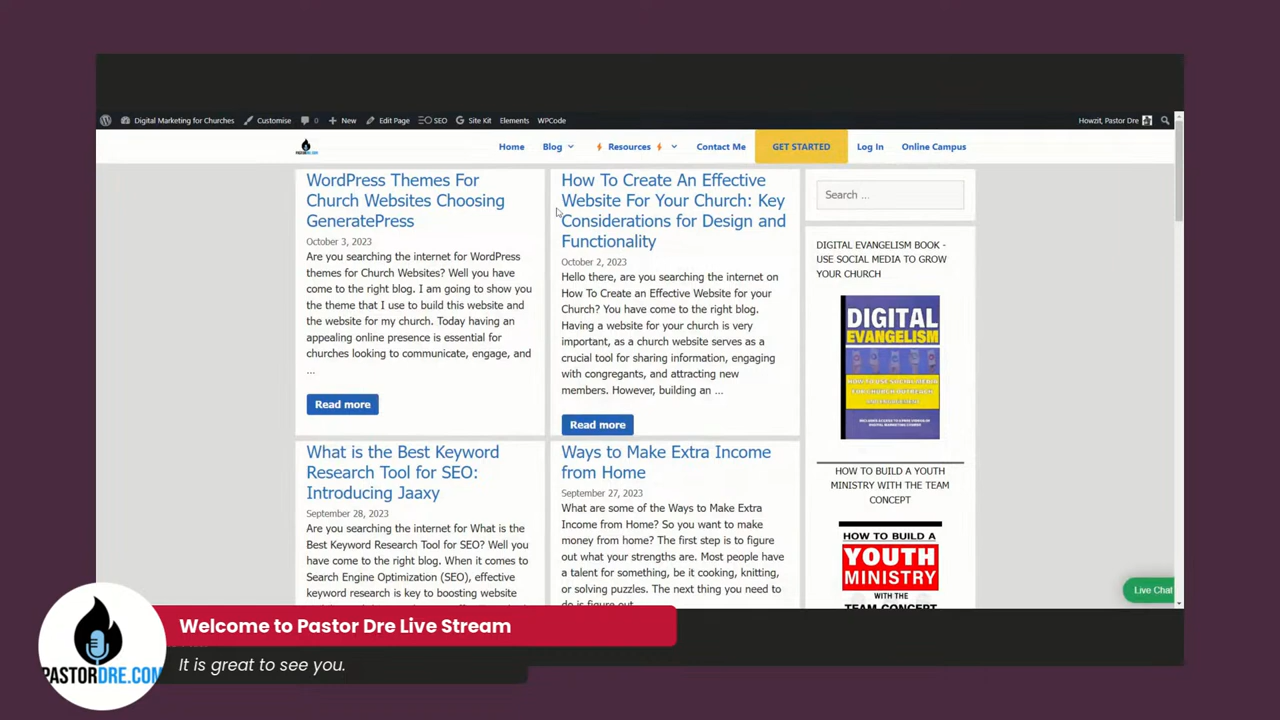 Digital Marketing for Churches Customise 0 New Edit Page SEO Site Kit Elements WPCode Howzit, Pastor Dre
Home Blog Resources Contact Me GET STARTED Log In Online Campus
WordPress Themes For
Church Websites Choosing
GeneratePress
October 3, 2023
Are you searching the internet for WordPress
themes for Church Websites? Well you have
come to the right blog. I am going to show you
the theme that I use to build this website and
the website for my church. Today having an
appealing online presence is essential for
churches looking to communicate, engage, and
...
Read more
How To Create An Effective
Website For Your Church: Key
Considerations for Design and
Functionality
October 2, 2023
Hello there, are you searching the internet on
How To Create an Effective Website for your
Church? You have come to the right blog.
Having a website for your church is very
important, as a church website serves as a
crucial tool for sharing information, engaging
with congregants, and attracting new
members. However, building an ...
Read more
What is the Best Keyword
Research Tool for SEO:
Introducing Jaaxy
September 28, 2023
Are you searching the internet for What is the
Best Keyword Research Tool for SEO? Well you
have come to the right blog. When it comes to
Search Engine Optimization (SEO), effective
keyword research is key to boosting website
Ways to Make Extra Income
from Home
September 27, 2023
What are some of the Ways to Make Extra
Income from Home? So you want to make
money from home? The first step is to figure
out what your strengths are. Most people have
a talent for something, be it cooking, knitting,
or solving puzzles. The next thing you need to
do is figure out
Search ...
DIGITAL EVANGELISM BOOK -
USE SOCIAL MEDIA TO GROW
YOUR CHURCH
DIGITAL
EVANGELISM
HOW TO USE SOCIAL MEDIA
FOR CHURCH OUTREACH
HOW TO BUILD A YOUTH
MINISTRY WITH THE TEAM
CONCEPT
HOW TO BUILD A
YOUTH
MINISTRY
WITH THE
TEAM CONCEPT
Live Chat
Welcome to Pastor Dre Live Stream
It is great to see you.
PASTORDRE.COM